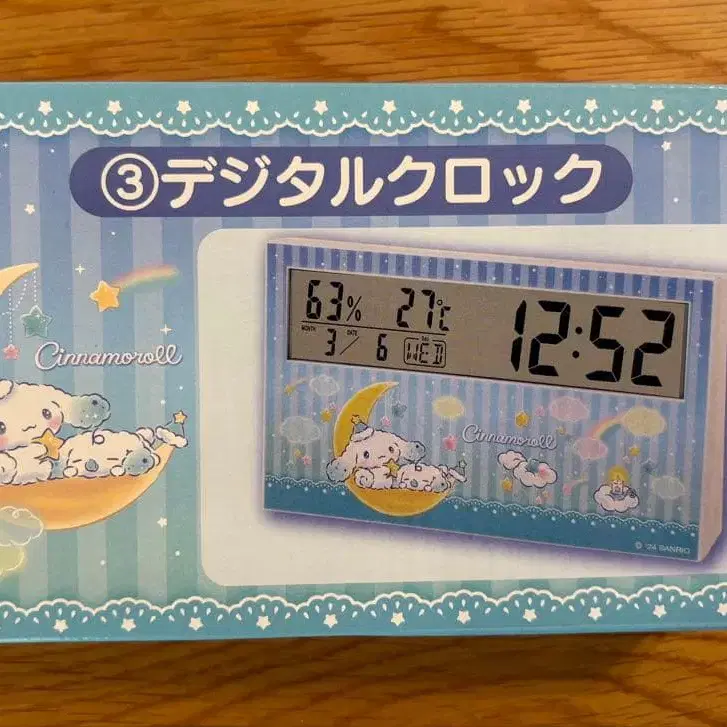 ③デジタルクロック
Cinnamoroll
63% 27℃
12:52
MONTH DATE DAY
3/6 WED
Cinnamoroll
© '24 SANRIO